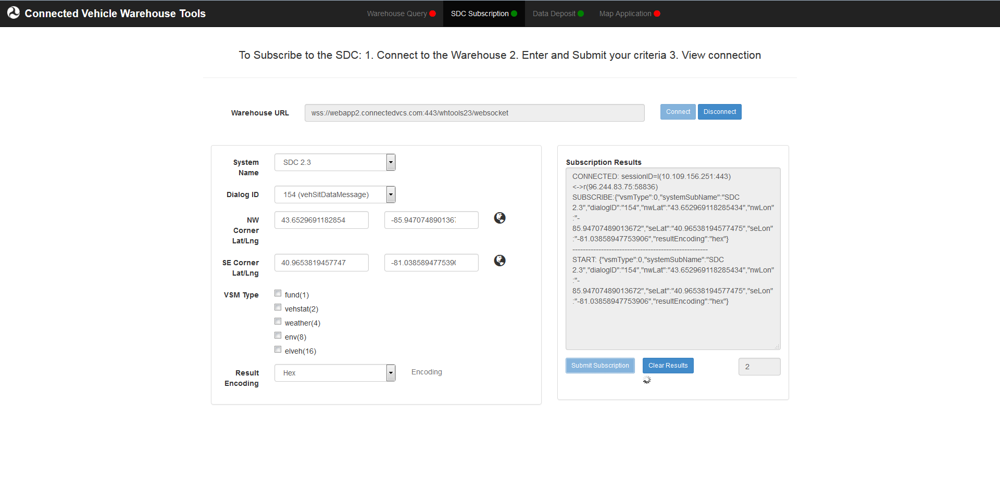 Connected Vehicle Warehouse Tools
Warehouse Query
SDC Subscription
Data Deposit
Map Application
To Subscribe to the SDC: 1. Connect to the Warehouse 2. Enter and Submit your criteria 3. View connection
Warehouse URL
wss://webapp2.connectedvcs.com:443/whtools23/websocket
Connect
Disconnect
System
Name
SDC 2.3
Dialog ID
154 (vehSitDataMessage)
NW
Corner
Lat/Lng
43.6529691182854
-85.9470748901367
SE Corner
Lat/Lng
40.9653819457747
-81.0385894775390
VSM Type
fund(1)
vehstat(2)
weather(4)
env(8)
elveh(16)
Result
Encoding
Hex
Encoding
Subscription Results
CONNECTED: sessionID=l(10.109.156.251:443)
<->r(96.244.83.75:58836)
SUBSCRIBE:{"vsmType":0,"systemSubName":"SDC
2.3","dialogID":"154","nwLat":"43.652969118285434","nwLon"
:"-
85.94707489013672","seLat":"40.96538194577475","seLon"
:"-81.03858947753906","resultEncoding":"hex"}
----------------------------------------------------
START: {"vsmType":0,"systemSubName":"SDC
2.3","dialogID":"154","nwLat":"43.652969118285434","nwLon"
:"-
85.94707489013672","seLat":"40.96538194577475","seLon"
:"-81.03858947753906","resultEncoding":"hex"}
Submit Subscription
Clear Results
2